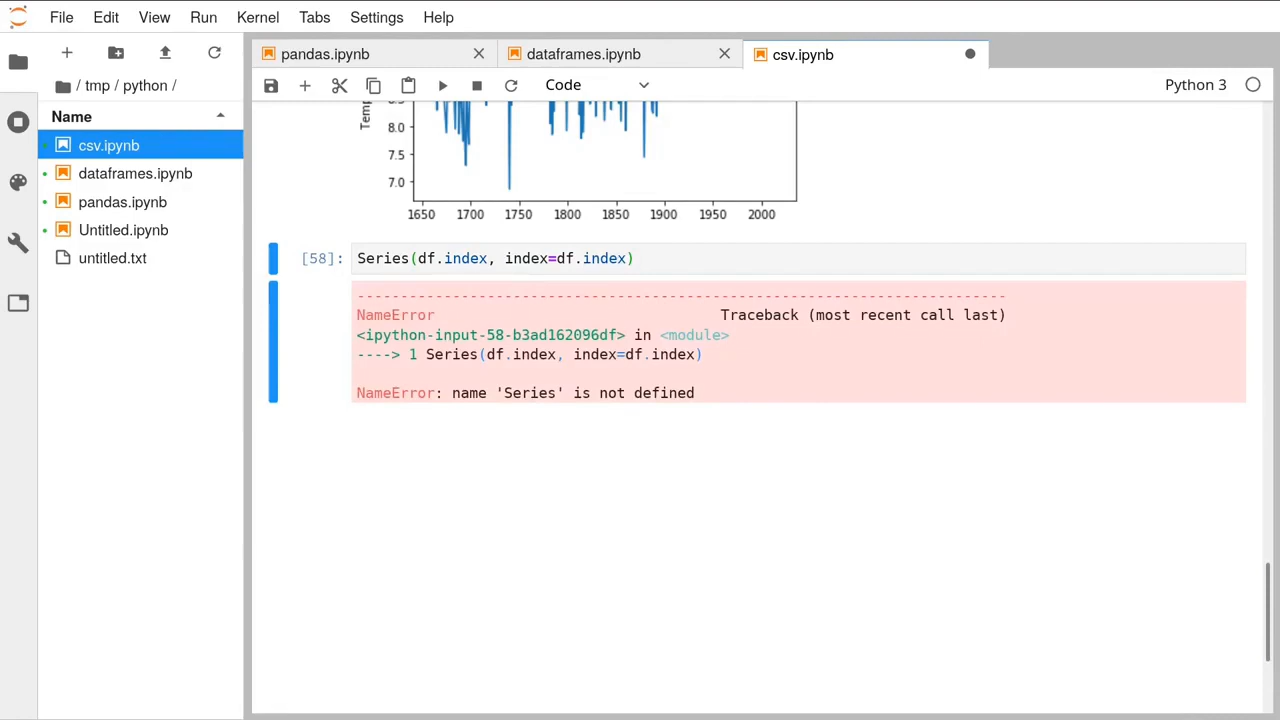 File Edit View Run Kernel Tabs Settings Help
/ tmp / python /
Name
csv.ipynb
dataframes.ipynb
pandas.ipynb
Untitled.ipynb
untitled.txt
pandas.ipynb dataframes.ipynb csv.ipynb
Code Python 3
Temp
8.5
8.0
7.5
7.0
1650 1700 1750 1800 1850 1900 1950 2000
[58]: Series(df.index, index=df.index)
---------------------------------------------------------------------------
NameError Traceback (most recent call last)
<ipython-input-58-b3ad162096df> in <module>
----> 1 Series(df.index, index=df.index)
NameError: name 'Series' is not defined